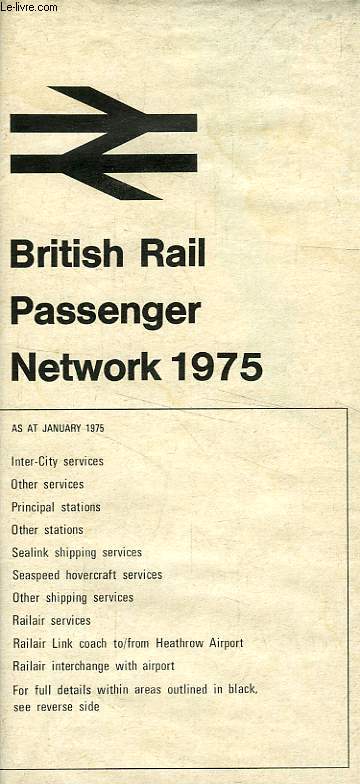 Le-livre.com
British Rail
Passenger
Network 1975
AS AT JANUARY 1975
Inter-City services
Other services
Principal stations
Other stations
Sealink shipping services
Seaspeed hovercraft services
Other shipping services
Railair services
Railair Link coach to/from Heathrow Airport
Railair interchange with airport
For full details within areas outlined in black,
see reverse side